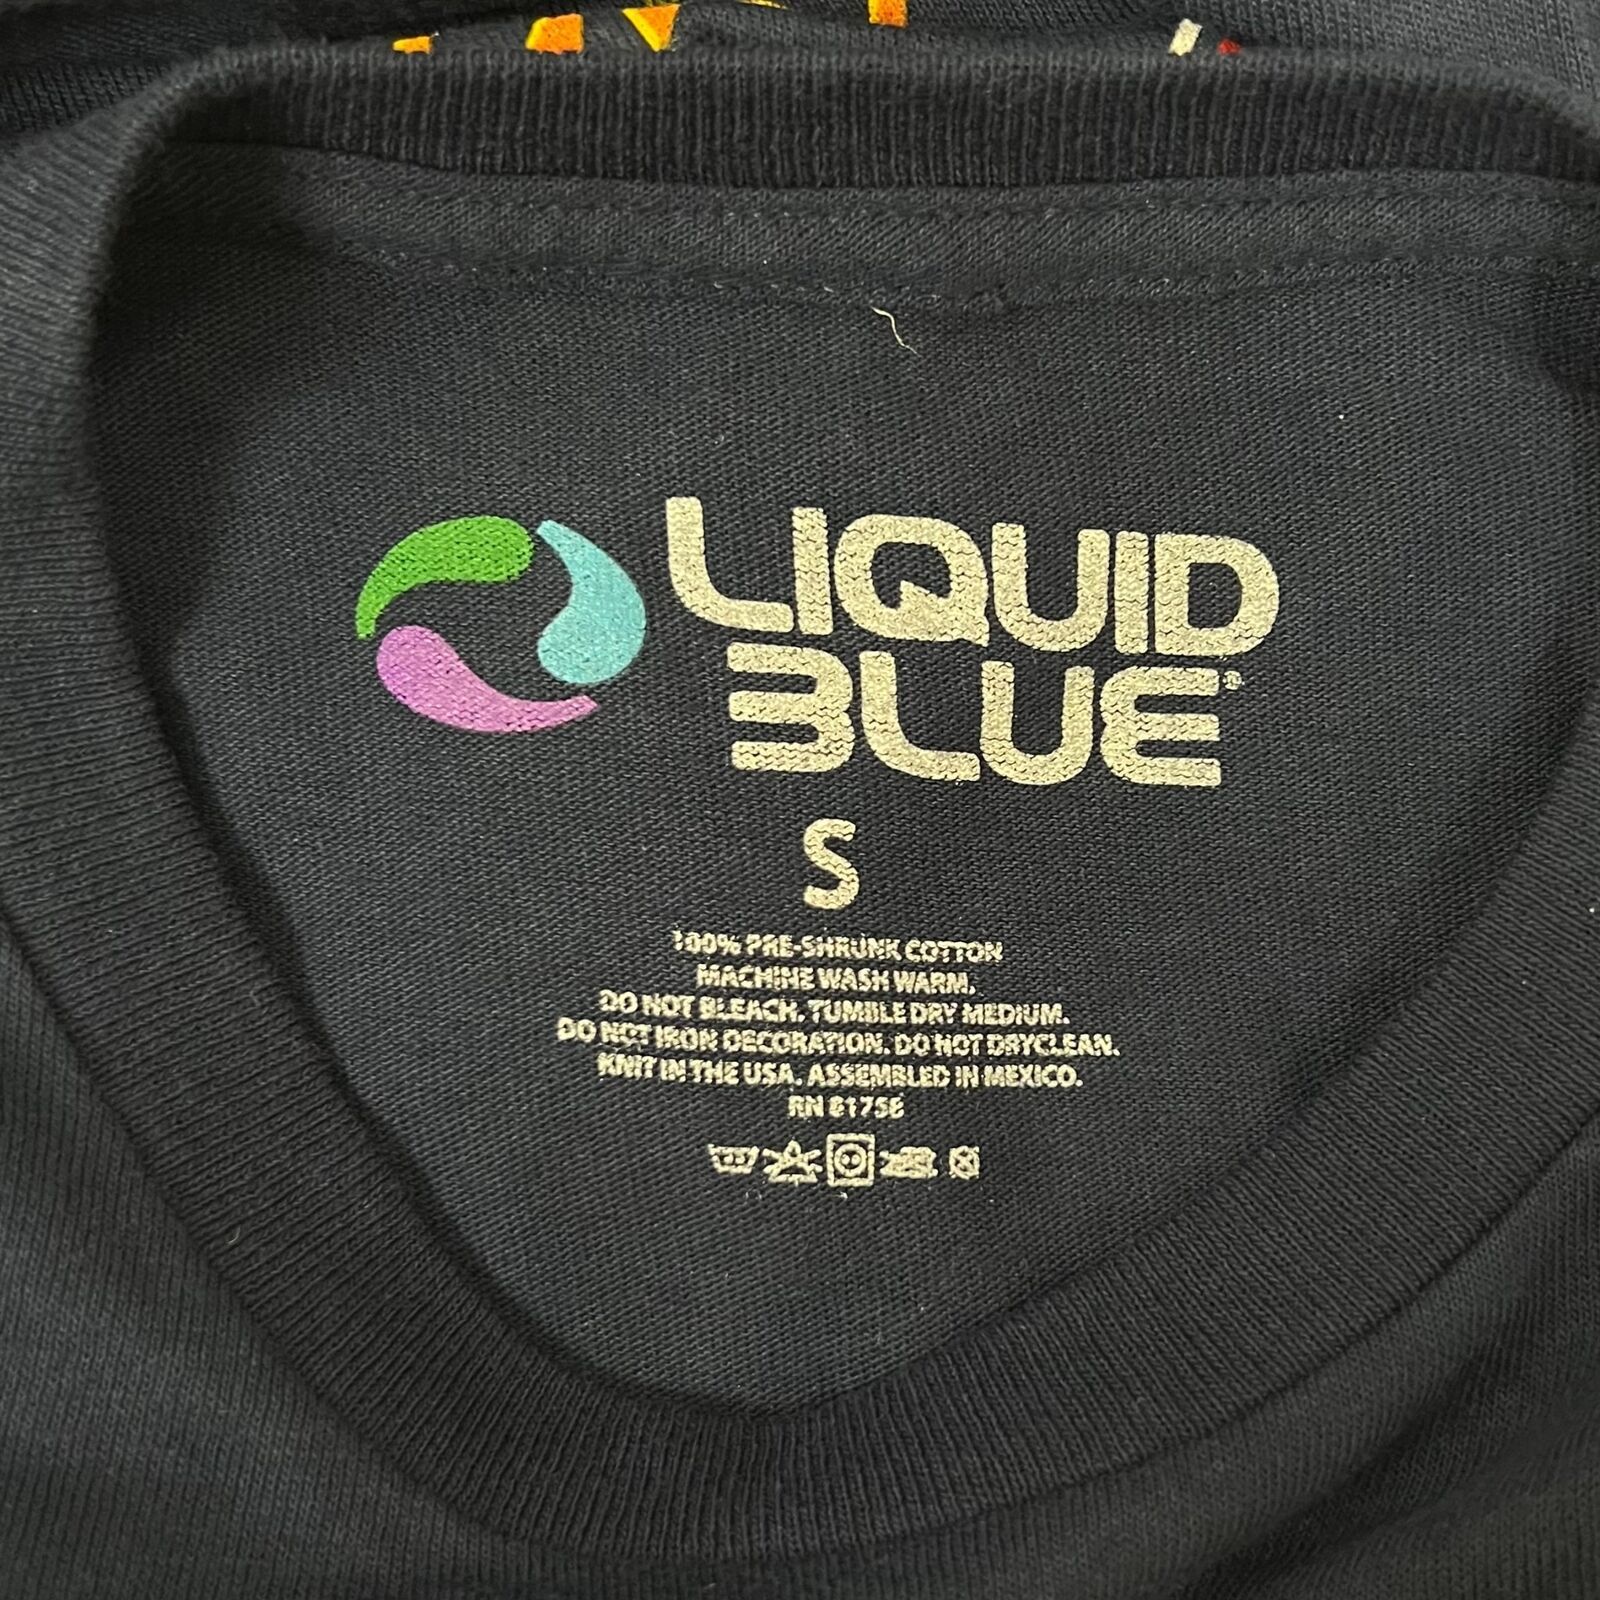 LIQUID
BLUE®
S
100% PRE-SHRUNK COTTON
MACHINE WASH WARM.
DO NOT BLEACH. TUMBLE DRY MEDIUM.
DO NOT IRON DECORATION. DO NOT DRYCLEAN.
KNIT IN THE USA. ASSEMBLED IN MEXICO.
RN 81758